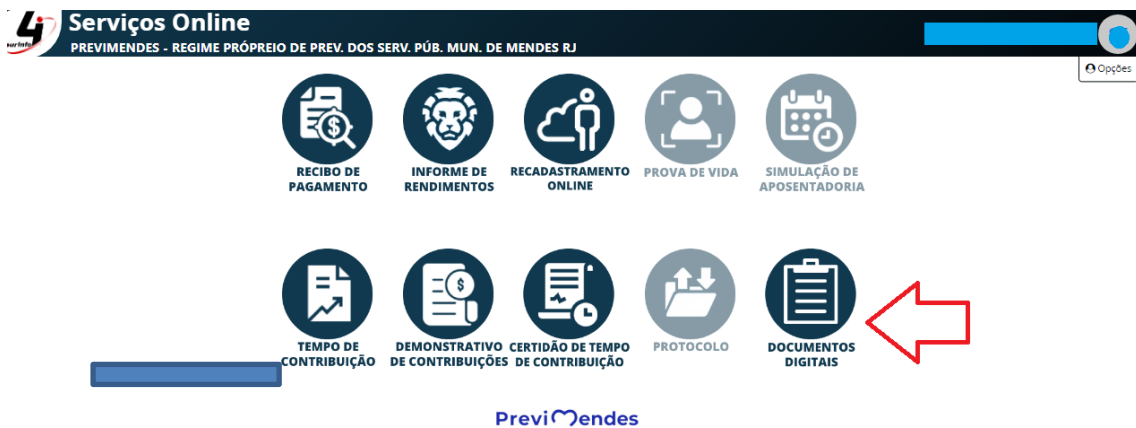 Serviços Online
PREVIMENDES - REGIME PRÓPREIO DE PREV. DOS SERV. PÚB. MUN. DE MENDES RJ
Opções
RECIBO DE
PAGAMENTO
INFORME DE
RENDIMENTOS
RECADASTRAMENTO
ONLINE
PROVA DE VIDA
SIMULAÇÃO DE
APOSENTADORIA
TEMPO DE
CONTRIBUIÇÃO
DEMONSTRATIVO
DE CONTRIBUIÇÕES
CERTIDÃO DE TEMPO
DE CONTRIBUIÇÃO
PROTOCOLO
DOCUMENTOS
DIGITAIS
PreviMendes